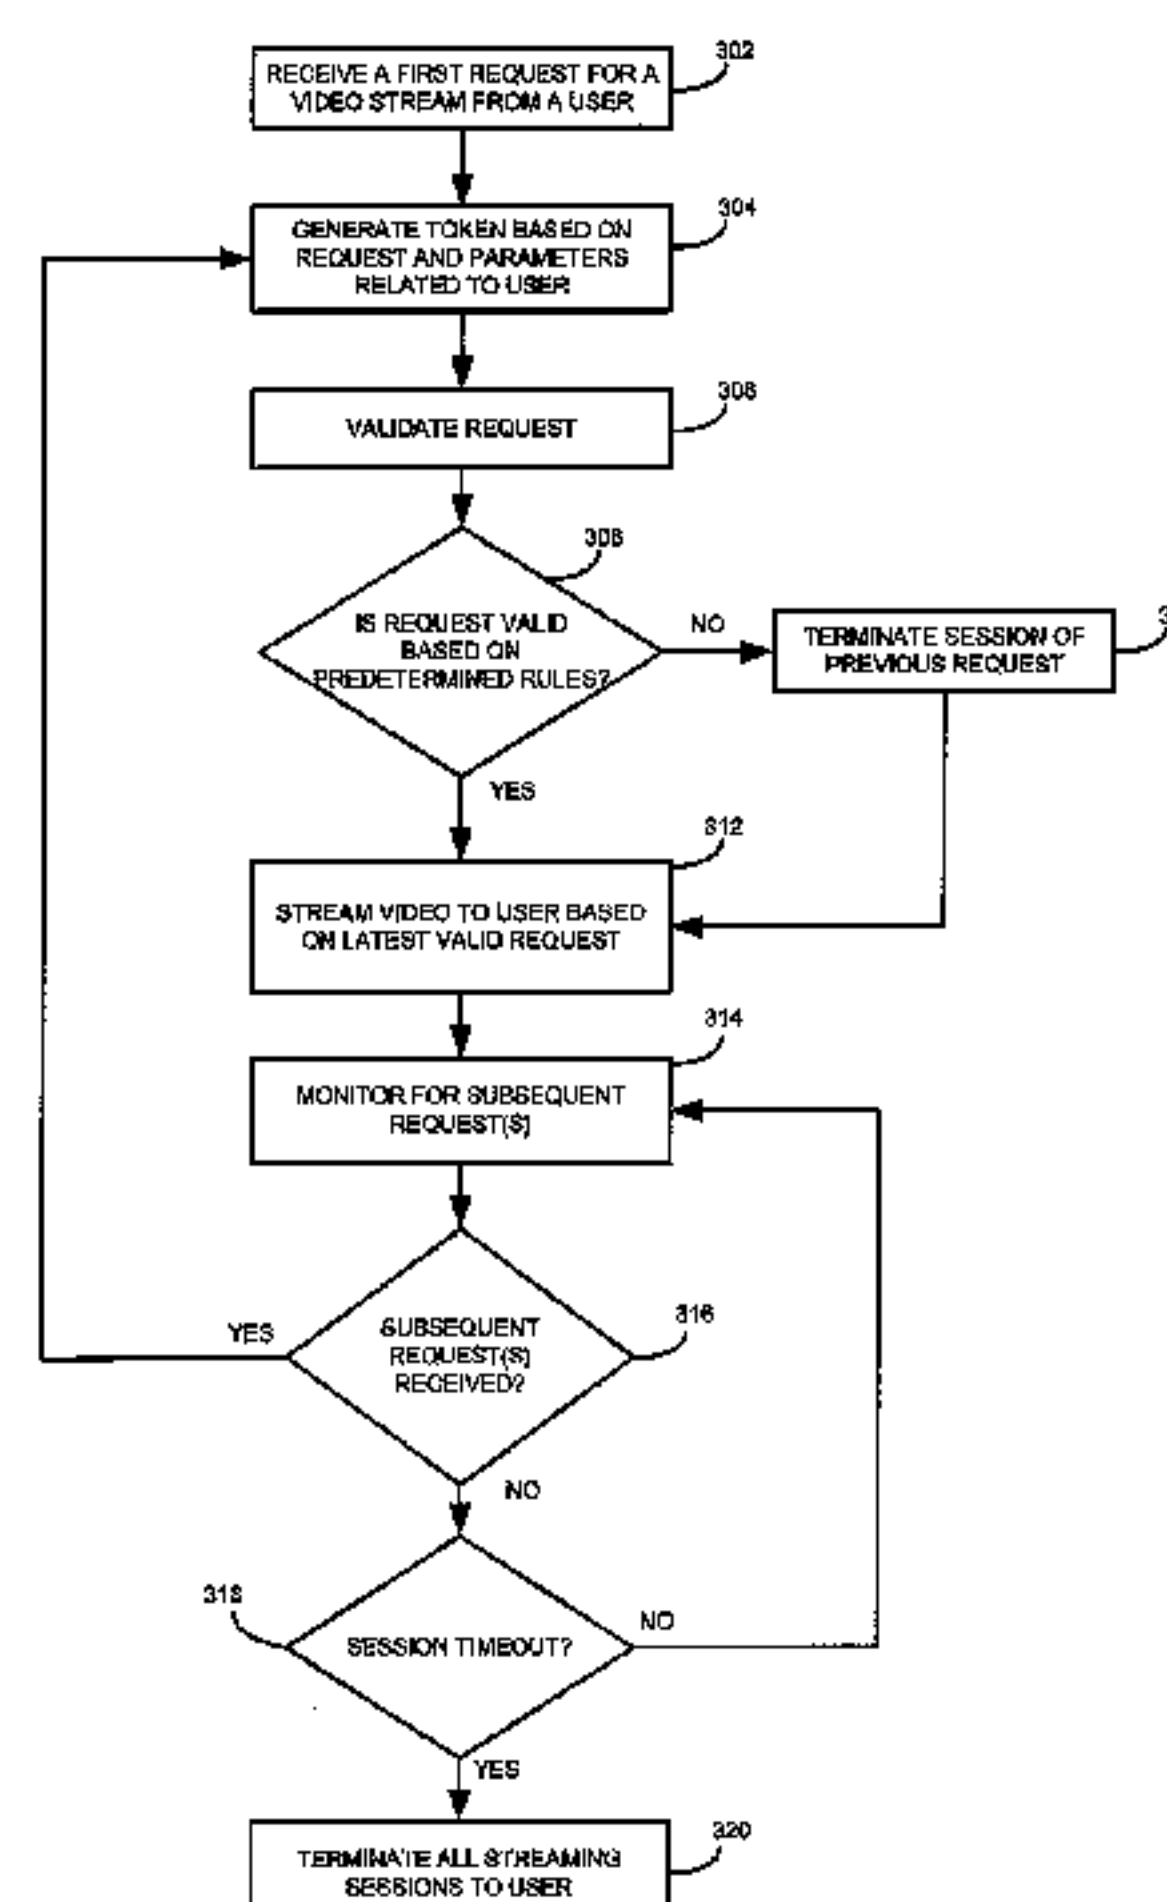 302
RECEIVE A FIRST REQUEST FOR A
VIDEO STREAM FROM A USER
304
GENERATE TOKEN BASED ON
REQUEST AND PARAMETERS
RELATED TO USER
VALIDATE REQUEST
IS REQUEST VALID
BASED ON
PREDETERMINED RULES?
NO
TERMINATE SESSION OF
PREVIOUS REQUEST
YES
312
STREAM VIDEO TO USER BASED
ON LATEST VALID REQUEST
314
MONITOR FOR SUBSEQUENT
REQUEST(S)
316
YES
SUBSEQUENT
REQUEST(S)
RECEIVED?
NO
318
SESSION TIMEOUT?
NO
YES
320
TERMINATE ALL STREAMING
SESSIONS TO USER